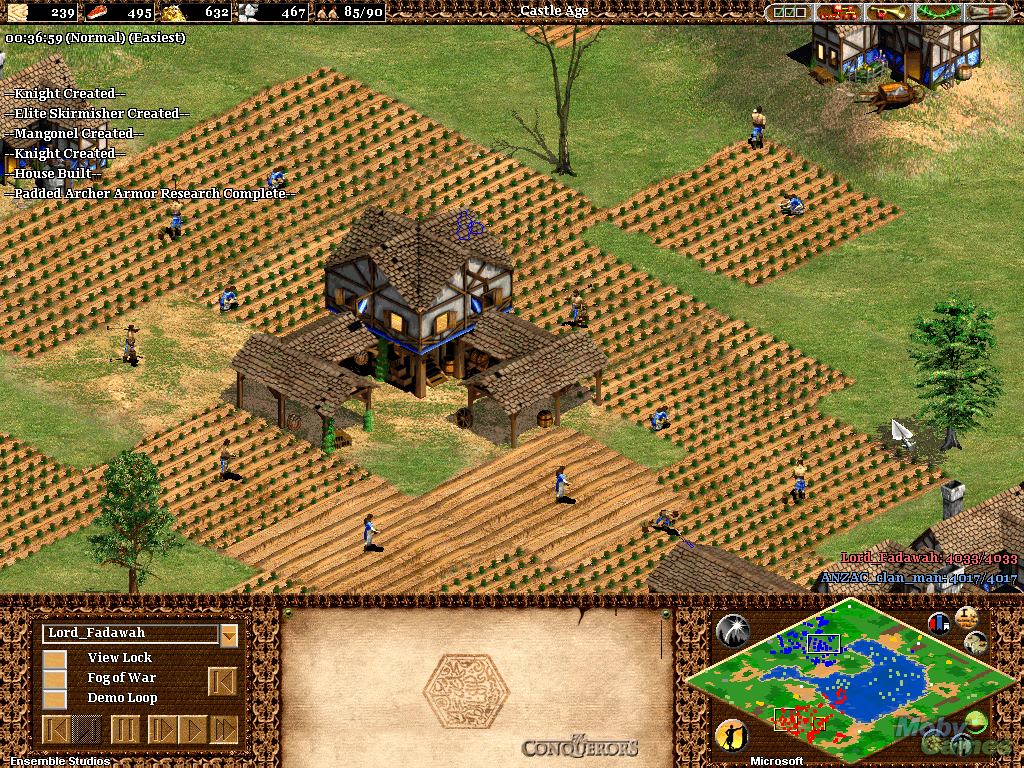 239 495 632 467 85/90 Castle Age
00:36:59 (Normal) (Easiest)
--Knight Created--
--Elite Skirmisher Created--
--Mangonel Created--
--Knight Created--
--House Built--
--Padded Archer Armor Research Complete--
Lord_Fadawah: 4033/4033
ANZAC_clan_man: 4017/4017
Lord_Fadawah
View Lock
Fog of War
Demo Loop
The
CONQUERORS
Moby
Games
Ensemble Studios Microsoft